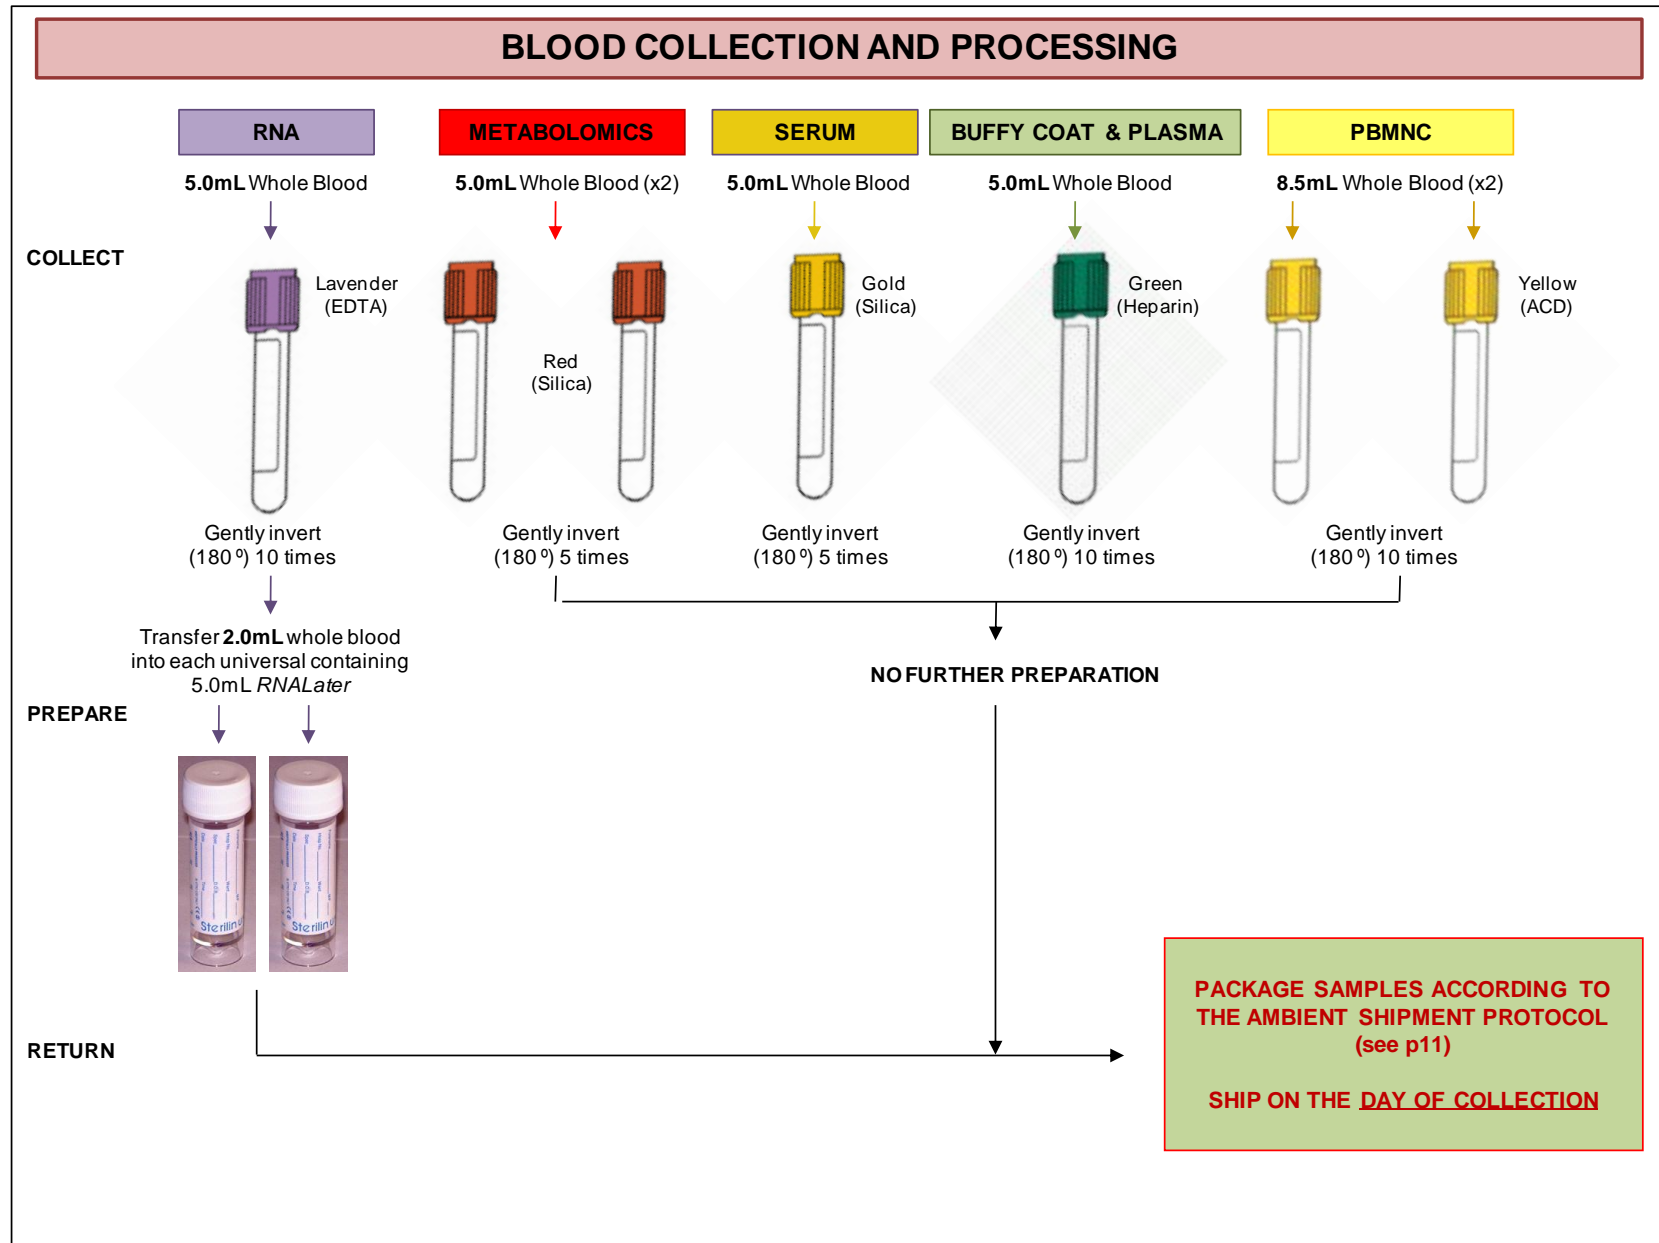 BLOOD COLLECTION AND PROCESSING
RNA
METABOLOMICS
SERUM
BUFFY COAT & PLASMA
PBMNC
5.0mL Whole Blood
5.0mL Whole Blood (x2)
5.0mL Whole Blood
5.0mL Whole Blood
8.5mL Whole Blood (x2)
COLLECT
Lavender
(EDTA)
Red
(Silica)
Gold
(Silica)
Green
(Heparin)
Yellow
(ACD)
Gently invert
(180 º) 10 times
Gently invert
(180 º) 5 times
Gently invert
(180 º) 5 times
Gently invert
(180 º) 10 times
Gently invert
(180 º) 10 times
Transfer 2.0mL whole blood
into each universal containing
5.0mL RNALater
NO FURTHER PREPARATION
PREPARE
Sterilin
Sterilin
RETURN
PACKAGE SAMPLES ACCORDING TO
THE AMBIENT SHIPMENT PROTOCOL
(see p11)
SHIP ON THE DAY OF COLLECTION